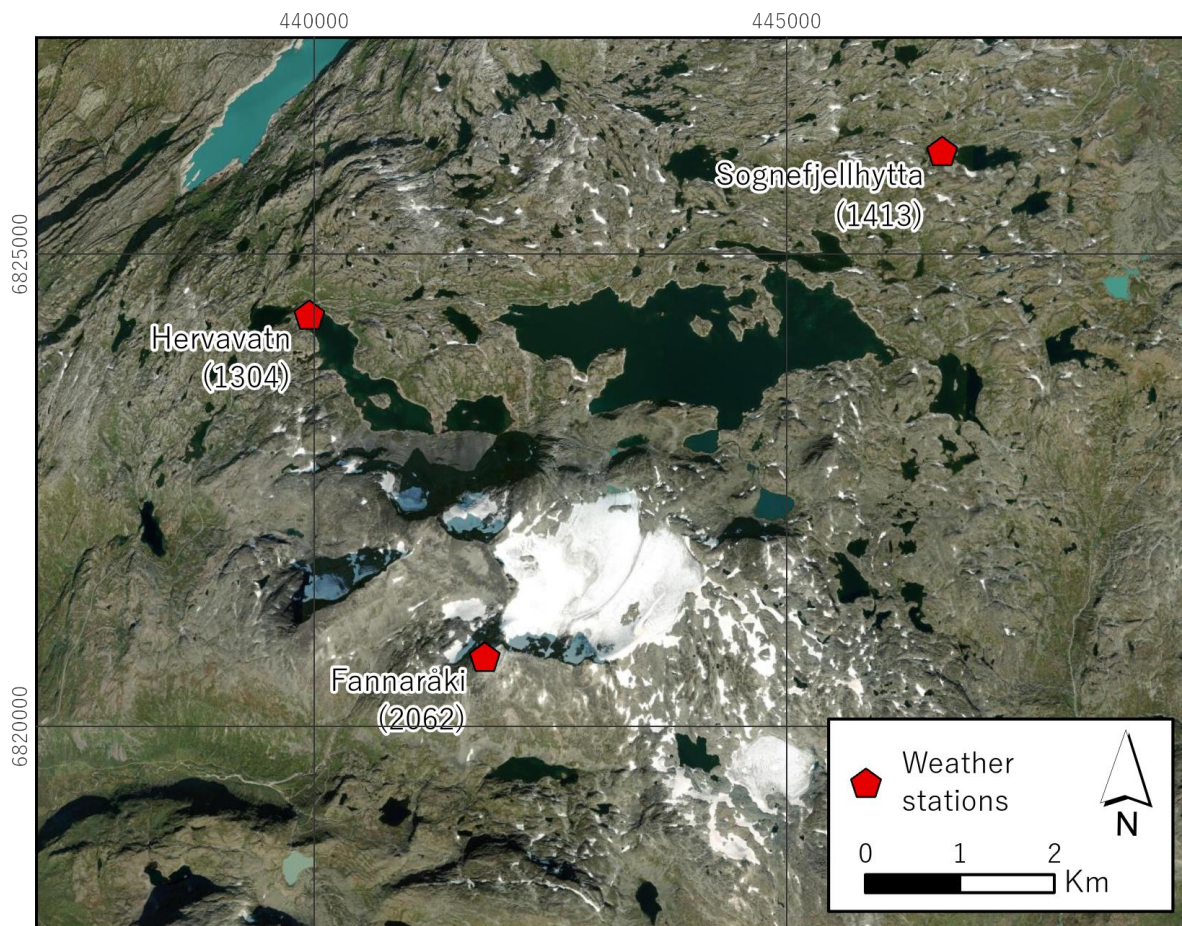 440000
445000
6825000
6820000
Sognefjellhytta
(1413)
Hervavatn
(1304)
Fannaråki
(2062)
Weather
stations
N
0 1 2
Km